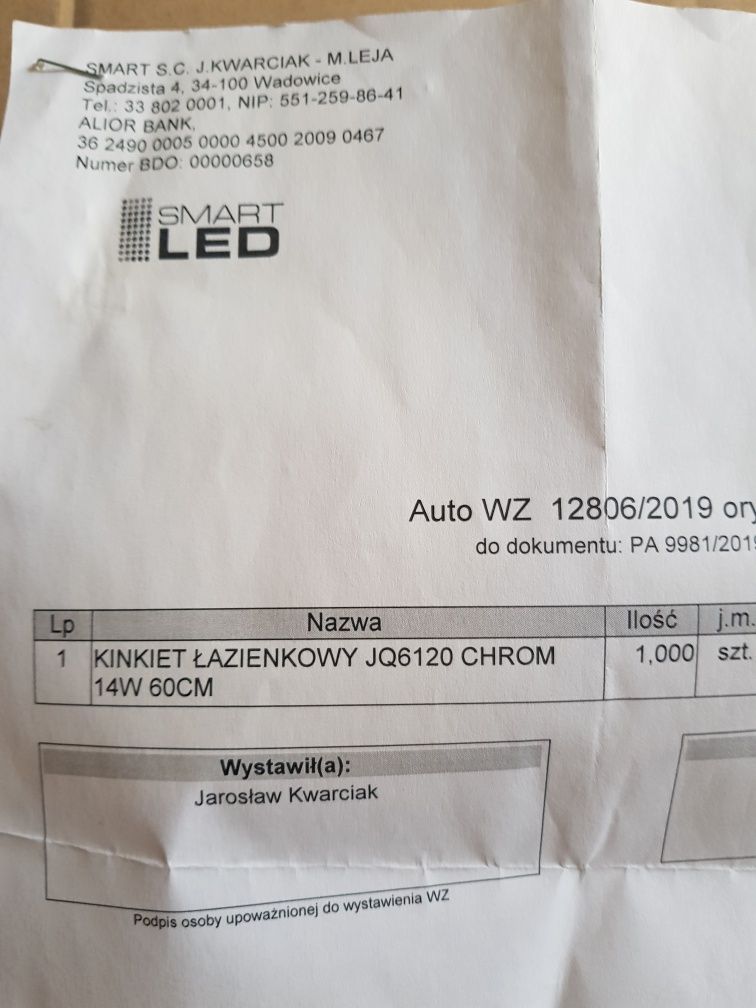 SMART S.C. J.KWARCIAK - M.LEJA
Spadzista 4, 34-100 Wadowice
Tel.: 33 802 0001, NIP: 551-259-86-41
ALIOR BANK,
36 2490 0005 0000 4500 2009 0467
Numer BDO: 00000658
SMART
LED
Auto WZ 12806/2019 ory
do dokumentu: PA 9981/2019
Lp Nazwa Ilość j.m.
1 KINKIET ŁAZIENKOWY JQ6120 CHROM 1,000 szt.
14W 60CM
Wystawił(a):
Jarosław Kwarciak
Podpis osoby upoważnionej do wystawienia WZ